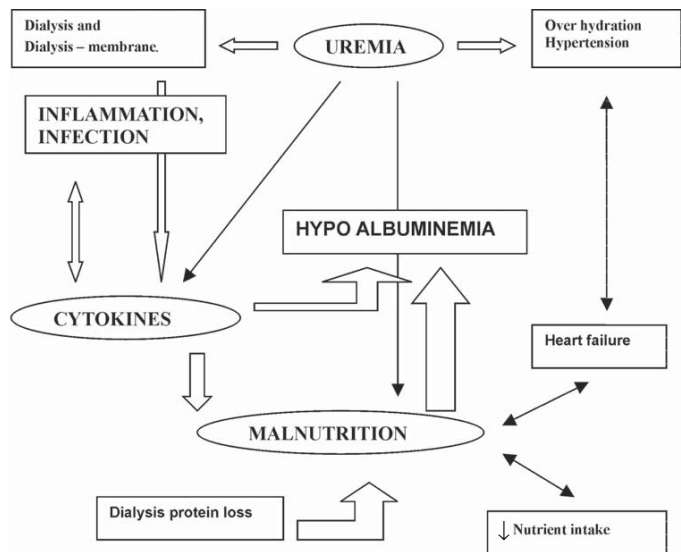 Dialysis and
Dialysis – membrane.
UREMIA
Over hydration
Hypertension
INFLAMMATION,
INFECTION
HYPO ALBUMINEMIA
CYTOKINES
Heart failure
MALNUTRITION
Dialysis protein loss
↓ Nutrient intake